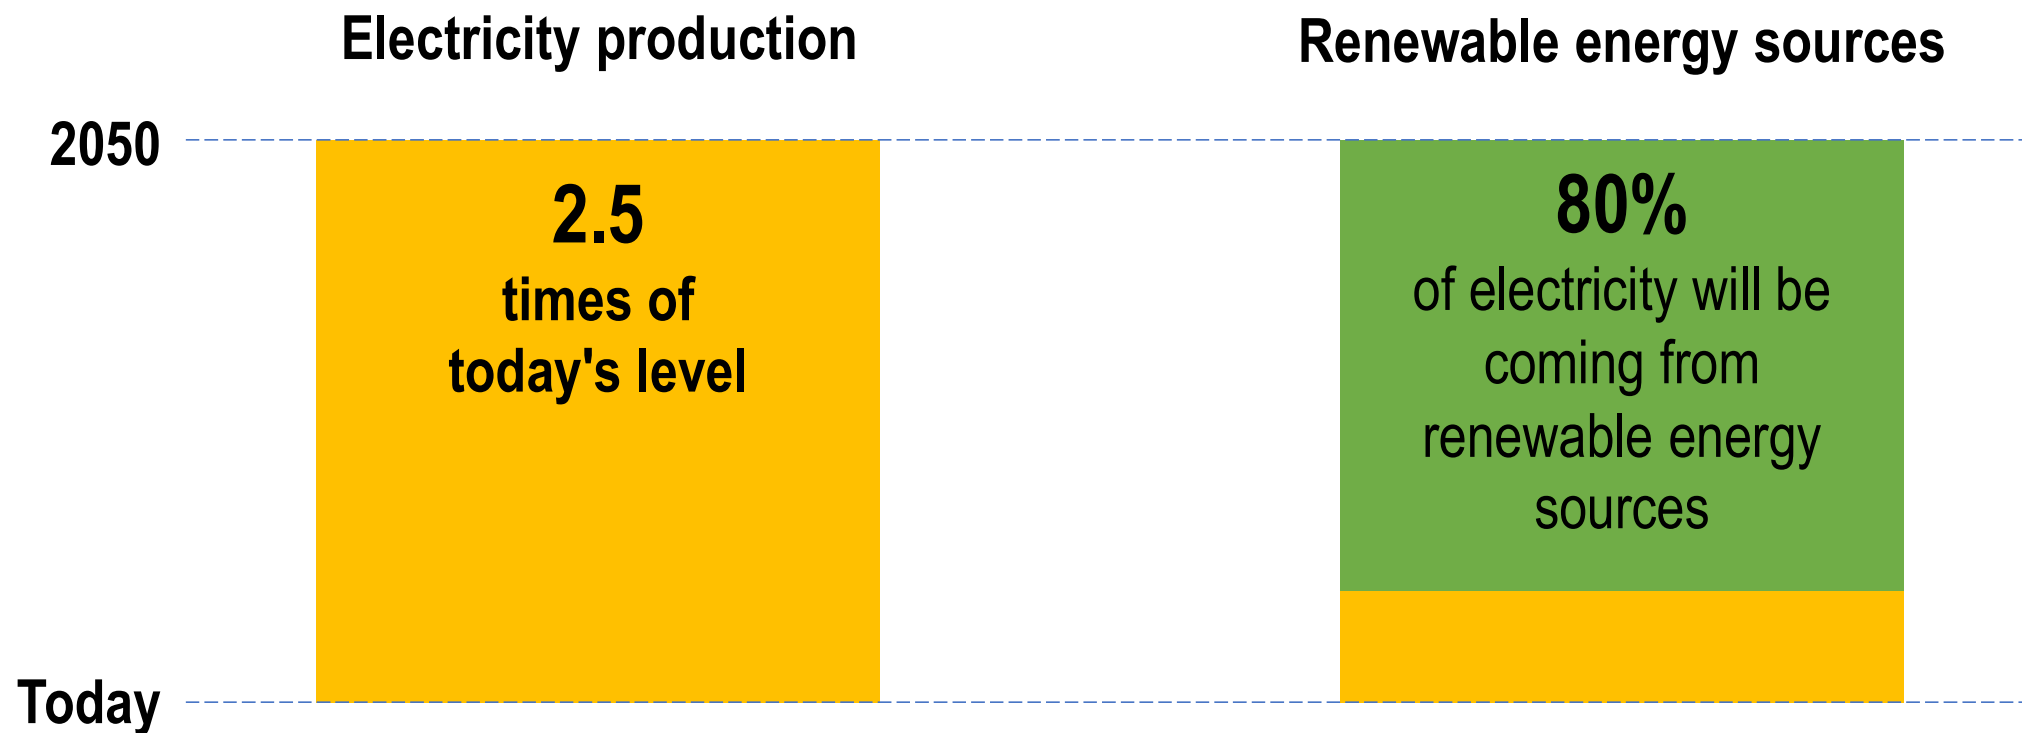 Electricity production
Renewable energy sources
2050
2.5
times of
today's level
80%
of electricity will be
coming from
renewable energy
sources
Today